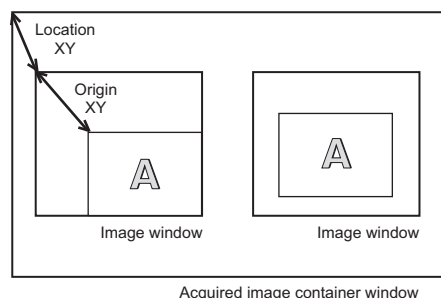 Location
XY
Origin
XY
A
A
Image window
Image window
Acquired image container window